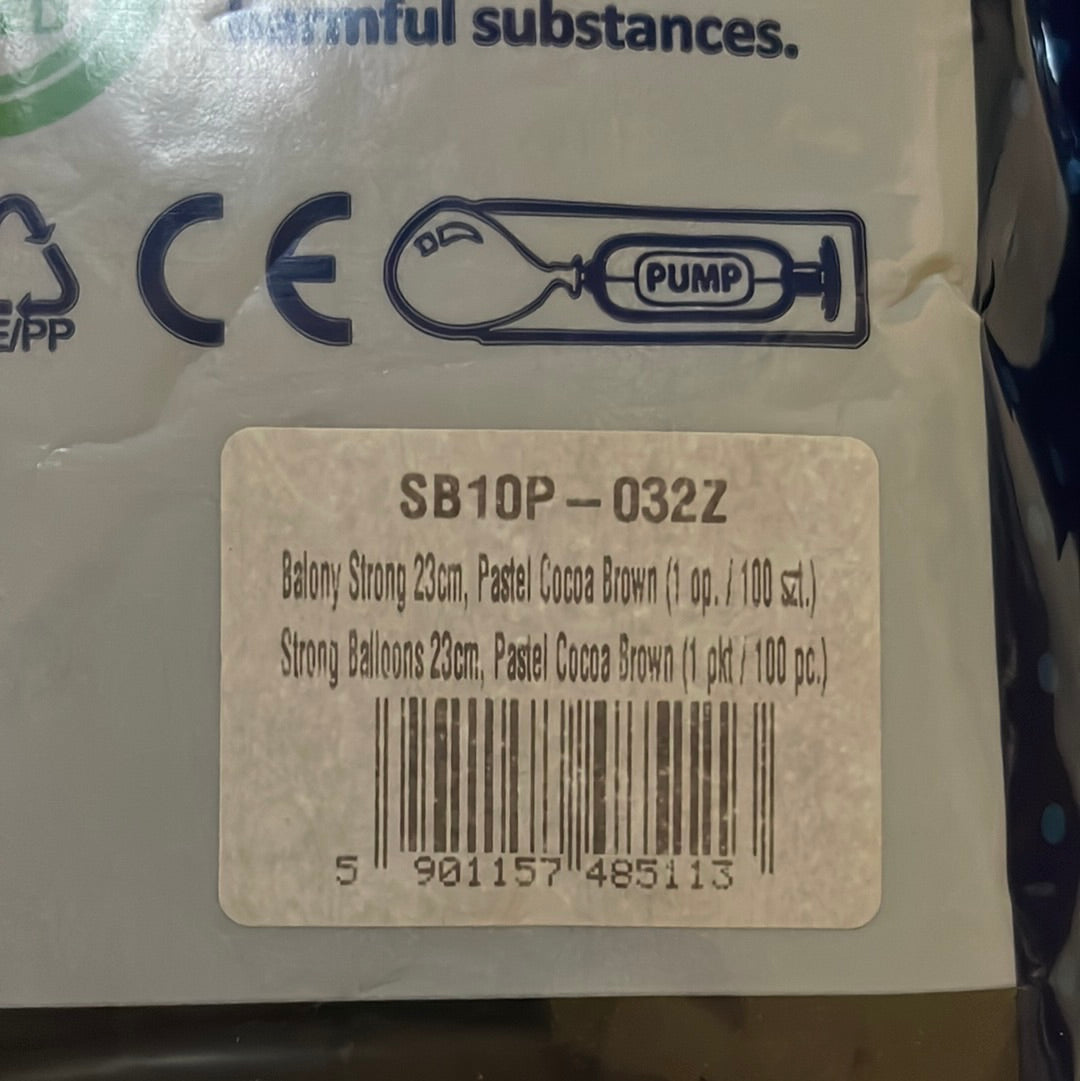 harmful substances.
E/PP
CE
PUMP
SB10P-032Z
Balony Strong 23cm, Pastel Cocoa Brown (1 op. / 100 szt.)
Strong Balloons 23cm, Pastel Cocoa Brown (1 pkt / 100 pc.)
5 901157 485113